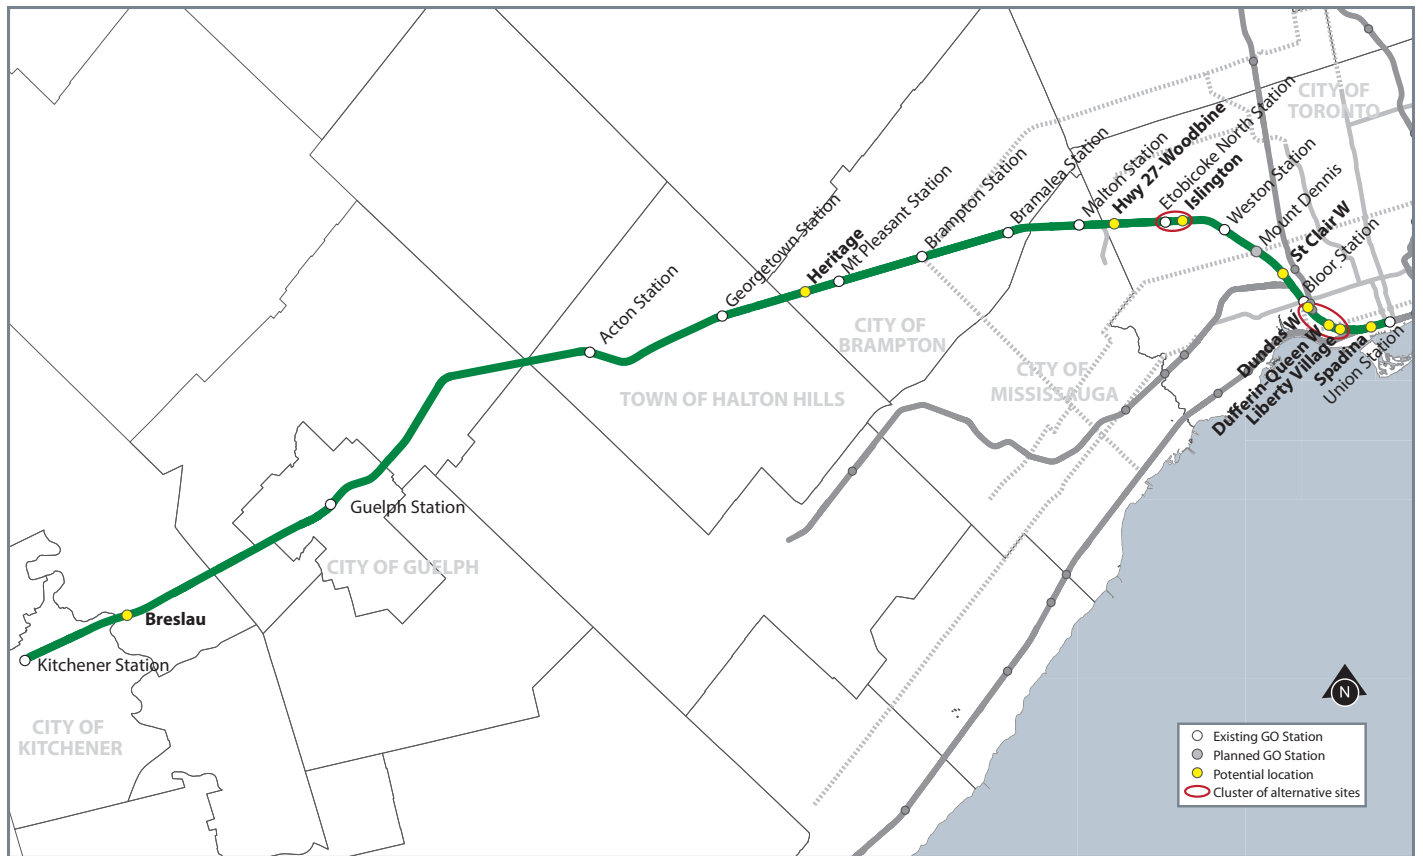 CITY OF
TORONTO
Kitchener Station
Breslau
Guelph Station
Acton Station
Georgetown Station
Heritage
Mt Pleasant Station
Brampton Station
Bramalea Station
Malton Station
Hwy 27-Woodbine
Etobicoke North Station
Islington
Weston Station
Mount Dennis
St Clair W
Bloor Station
Dundas W
Dufferin-Queen W
Liberty Village
Spadina
Union Station
CITY OF
BRAMPTON
CITY OF
MISSISSAUGA
TOWN OF HALTON HILLS
CITY OF GUELPH
CITY OF
KITCHENER
N
Existing GO Station
Planned GO Station
Potential location
Cluster of alternative sites